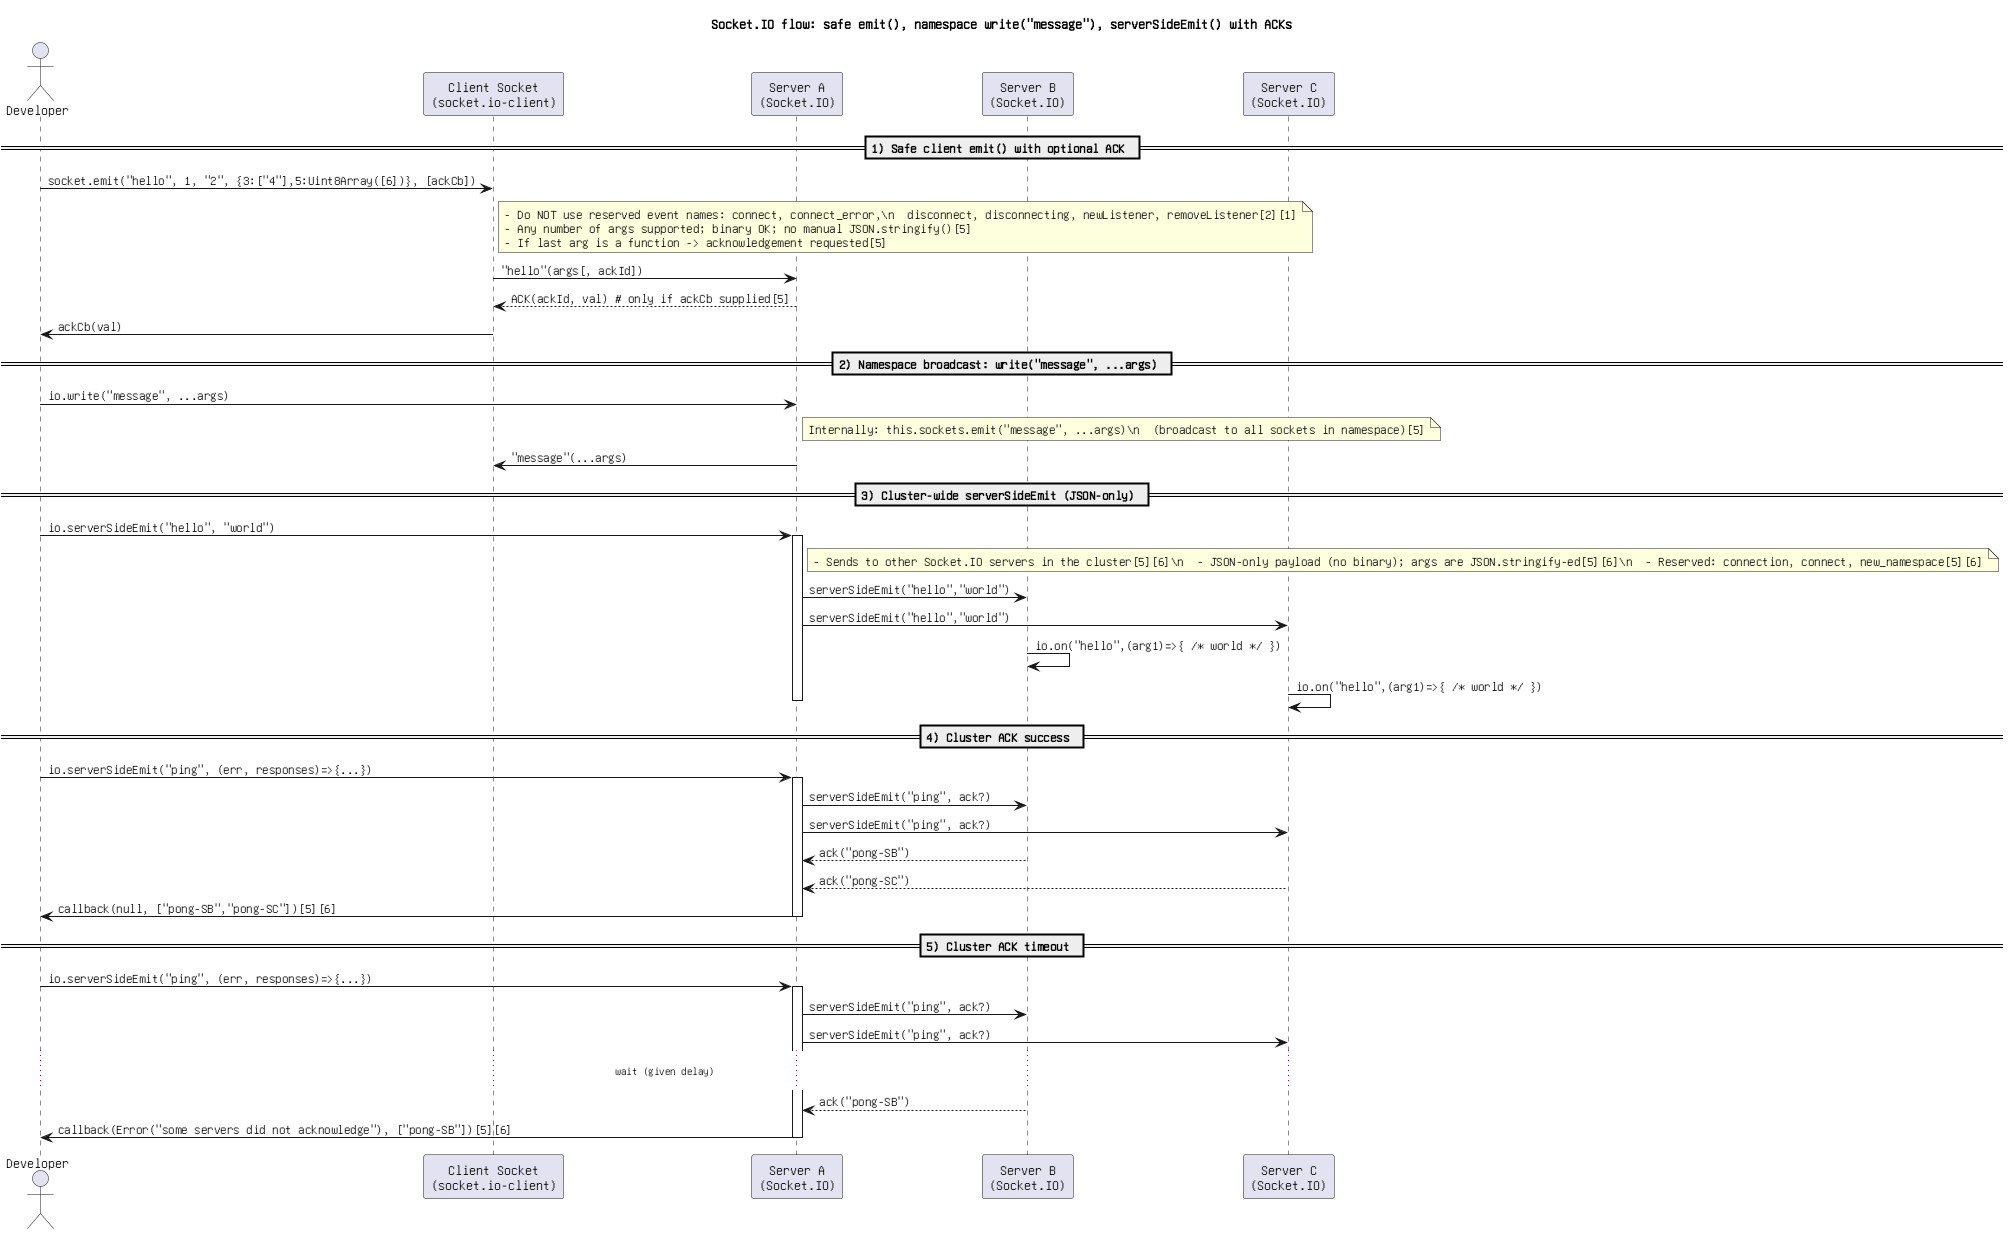 Socket.IO flow: safe emit(), namespace write("message"), serverSideEmit() with ACKs
Developer
Client Socket
(socket.io-client)
Server A
(Socket.IO)
Server B
(Socket.IO)
Server C
(Socket.IO)
1) Safe client emit() with optional ACK
socket.emit("hello", 1, "2", {3:["4"],5:Uint8Array([6])}, [ackCb])
- Do NOT use reserved event names: connect, connect_error,\n  disconnect, disconnecting, newListener, removeListener[2][1]
- Any number of args supported; binary OK; no manual JSON.stringify()[5]
- If last arg is a function -> acknowledgement requested[5]
"hello"(args[, ackId])
ACK(ackId, val) # only if ackCb supplied[5]
ackCb(val)
2) Namespace broadcast: write("message", ...args)
io.write("message", ...args)
Internally: this.sockets.emit("message", ...args)\n  (broadcast to all sockets in namespace)[5]
"message"(...args)
3) Cluster-wide serverSideEmit (JSON-only)
io.serverSideEmit("hello", "world")
- Sends to other Socket.IO servers in the cluster[5][6]\n  - JSON-only payload (no binary); args are JSON.stringify-ed[5][6]\n  - Reserved: connection, connect, new_namespace[5][6]
serverSideEmit("hello","world")
serverSideEmit("hello","world")
io.on("hello",(arg1)=>{ /* world */ })
io.on("hello",(arg1)=>{ /* world */ })
4) Cluster ACK success
io.serverSideEmit("ping", (err, responses)=>{...})
serverSideEmit("ping", ack?)
serverSideEmit("ping", ack?)
ack("pong-SB")
ack("pong-SC")
callback(null, ["pong-SB","pong-SC"])[5][6]
5) Cluster ACK timeout
io.serverSideEmit("ping", (err, responses)=>{...})
serverSideEmit("ping", ack?)
serverSideEmit("ping", ack?)
wait (given delay)
ack("pong-SB")
callback(Error("some servers did not acknowledge"), ["pong-SB"])[5][6]
Developer
Client Socket
(socket.io-client)
Server A
(Socket.IO)
Server B
(Socket.IO)
Server C
(Socket.IO)